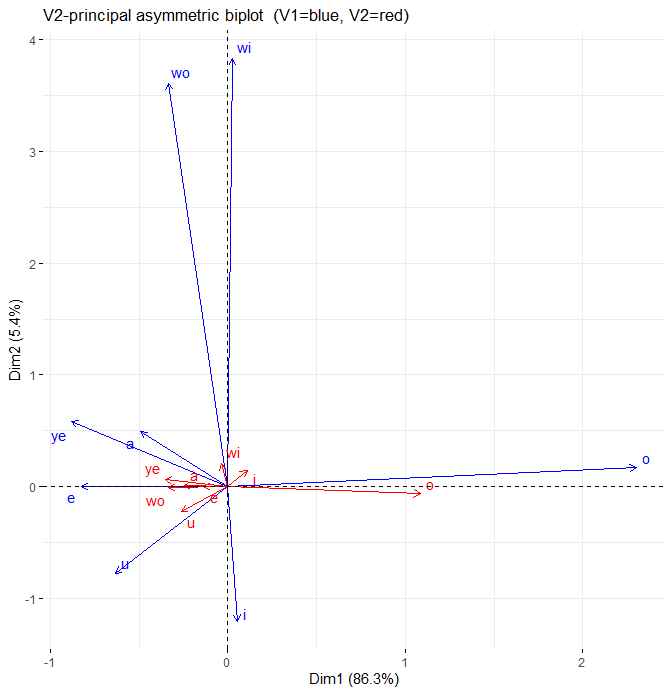 V2-principal asymmetric biplot  (V1=blue, V2=red)
4
wi
wo
3
2
Dim2 (5.4%)
1
ye
a
wi
o
ye
a
i
o
0
e
wo
e
u
u
-1
i
-1
0
1
2
Dim1 (86.3%)